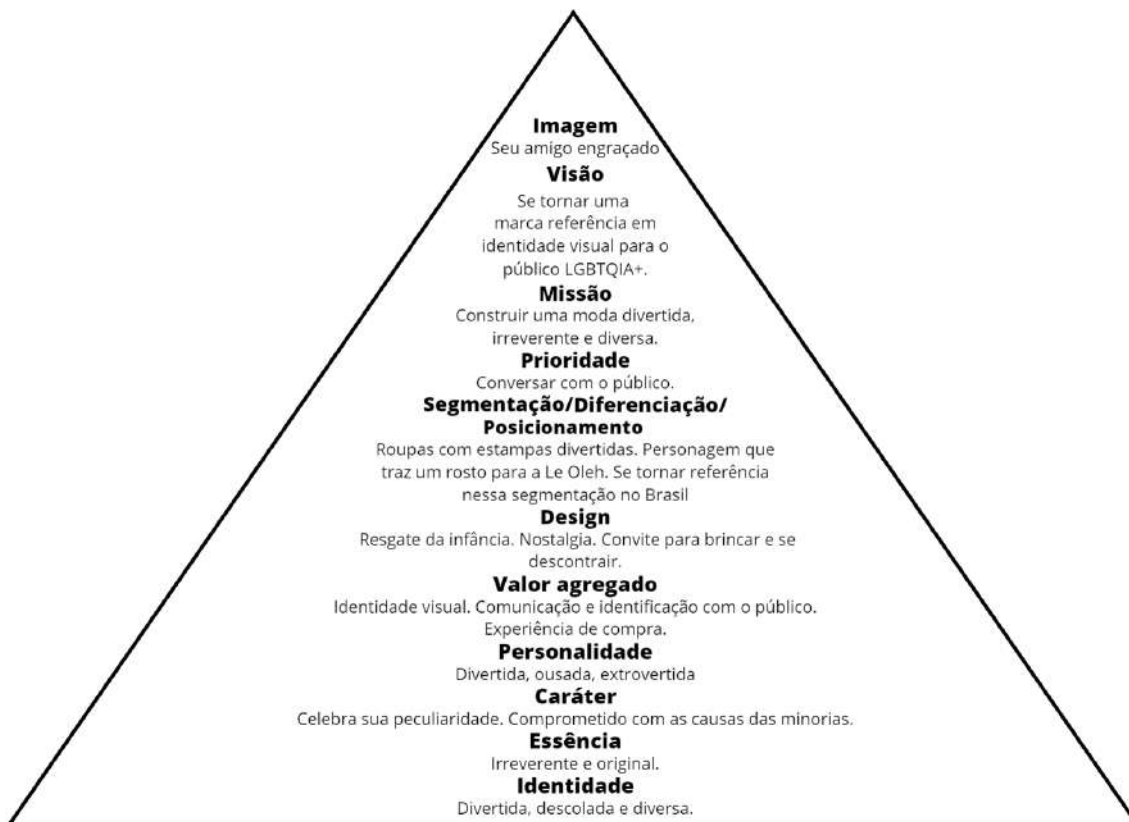 Imagem
Seu amigo engraçado
Visão
Se tornar uma
marca referência em
identidade visual para o
público LGBTQIA+.
Missão
Construir uma moda divertida,
irreverente e diversa.
Prioridade
Conversar com o público.
Segmentação/Diferenciação/
Posicionamento
Roupas com estampas divertidas. Personagem que
traz um rosto para a Le Oleh. Se tornar referência
nessa segmentação no Brasil
Design
Resgate da infância. Nostalgia. Convite para brincar e se
descontrair.
Valor agregado
Identidade visual. Comunicação e identificação com o público.
Experiência de compra.
Personalidade
Divertida, ousada, extrovertida
Caráter
Celebra sua peculiaridade. Comprometido com as causas das minorias.
Essência
Irreverente e original.
Identidade
Divertida, descolada e diversa.